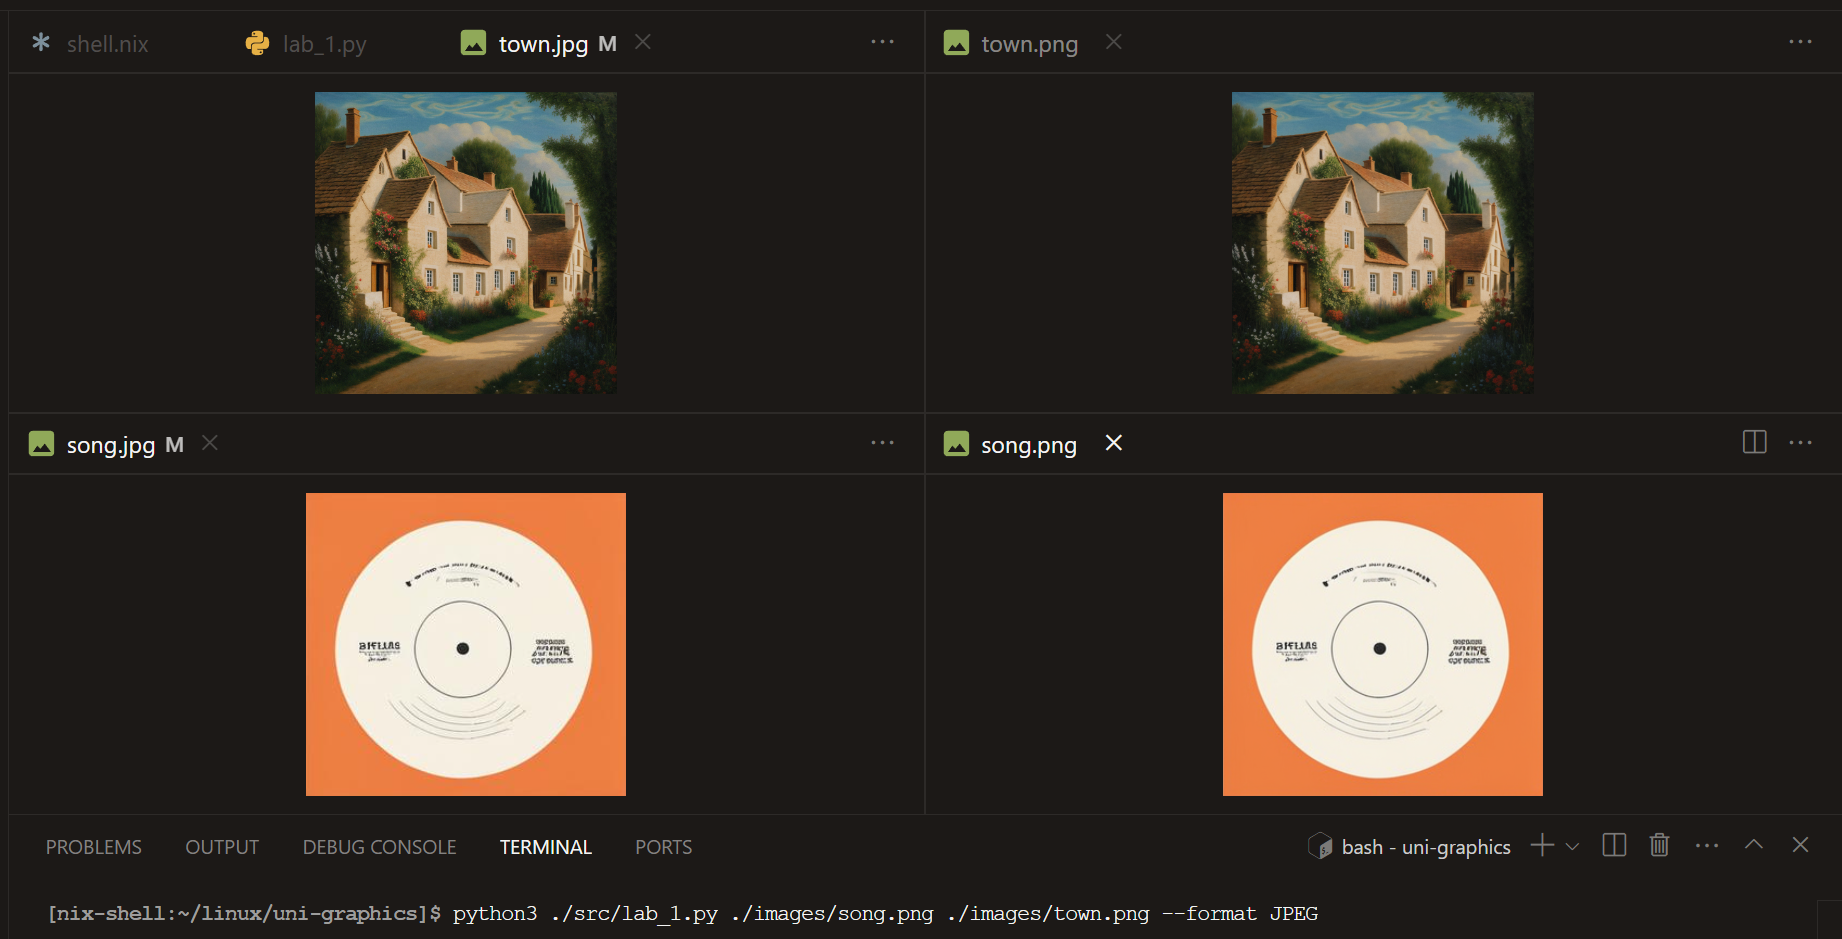 shell.nix lab_1.py town.jpg M
town.png
song.jpg M
song.png
PROBLEMS OUTPUT DEBUG CONSOLE TERMINAL PORTS
bash - uni-graphics
[nix-shell:~/linux/uni-graphics]$ python3 ./src/lab_1.py ./images/song.png ./images/town.png --format JPEG